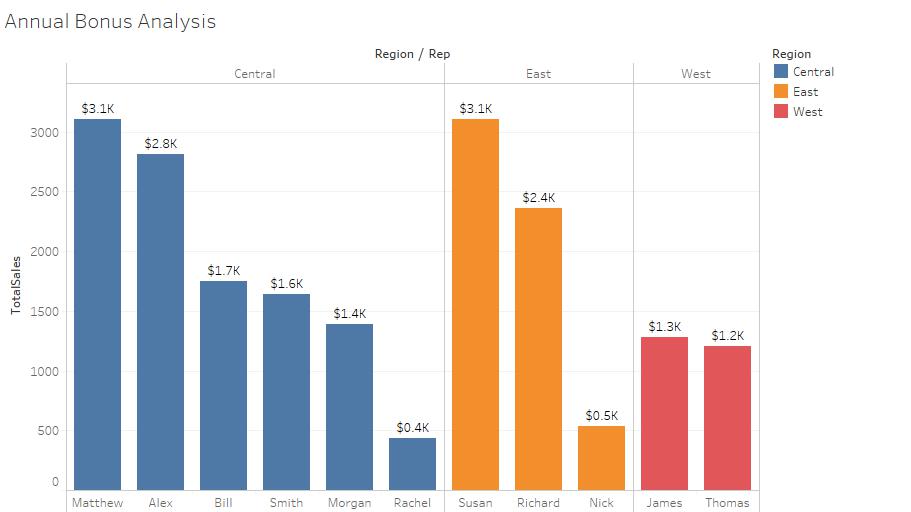 Annual Bonus Analysis
Region / Rep
Region
Central
East
West
Central
East
West
TotalSales
3000
2500
2000
1500
1000
500
0
$3.1K
$2.8K
$1.7K
$1.6K
$1.4K
$0.4K
$3.1K
$2.4K
$0.5K
$1.3K
$1.2K
Matthew
Alex
Bill
Smith
Morgan
Rachel
Susan
Richard
Nick
James
Thomas